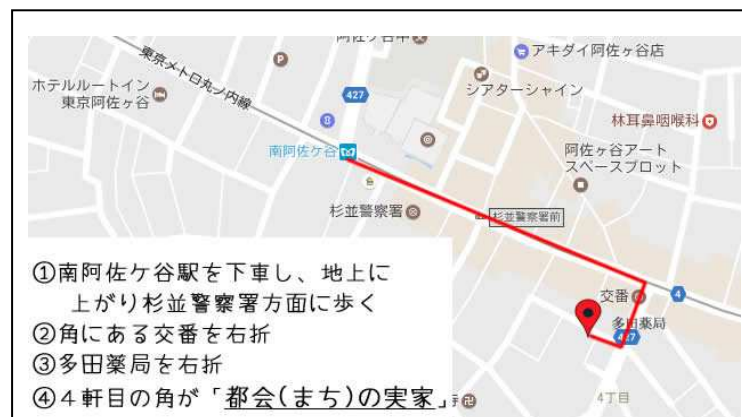 阿佐ケ谷中
アキダイ阿佐ヶ谷店
東京メトロ丸ノ内線
シアターシャイン
ホテルルートイン
東京阿佐ヶ谷
P
427
林耳鼻咽喉科
南阿佐ケ谷
阿佐ヶ谷アート
スペースプロット
杉並警察署
杉並警察署前
交番
4
多田薬局
427
4丁目
①南阿佐ケ谷駅を下車し、地上に
上がり杉並警察署方面に歩く
②角にある交番を右折
③多田薬局を右折
④4軒目の角が「都会(まち)の実家」